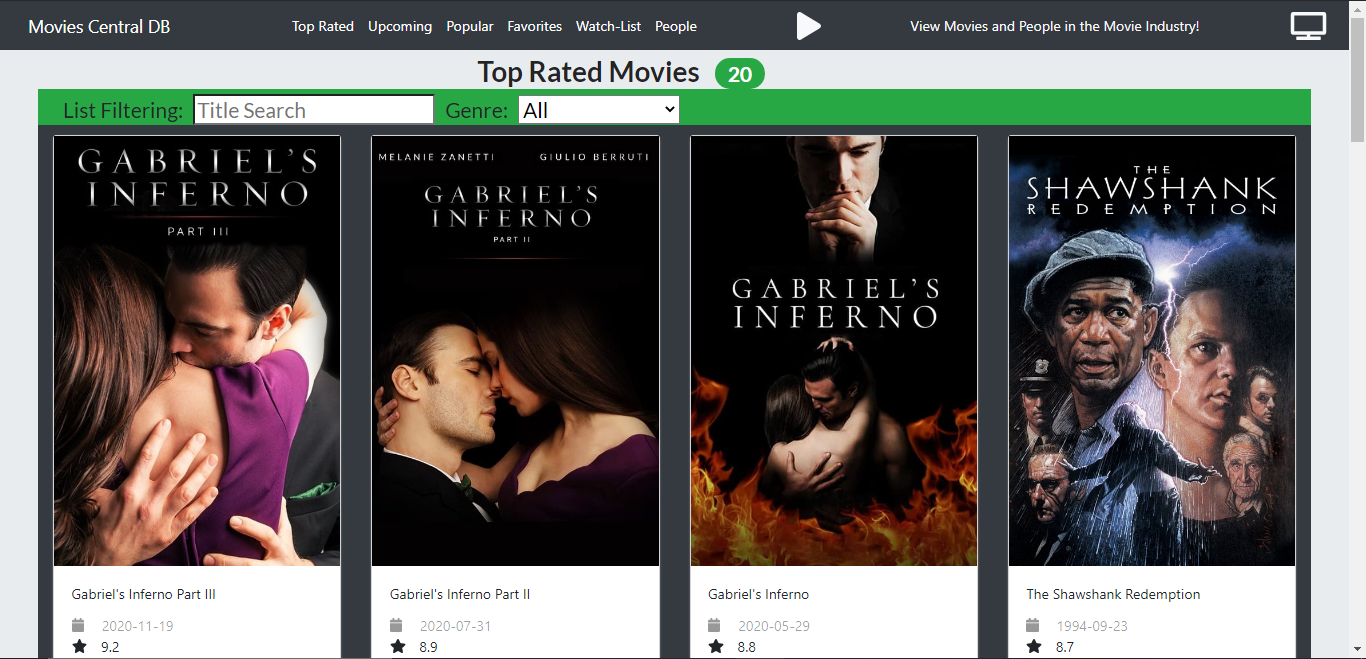 Movies Central DB
Top Rated Upcoming Popular Favorites Watch-List People
View Movies and People in the Movie Industry!
Top Rated Movies 20
List Filtering: Title Search Genre: All
GABRIEL'S
INFERNO
PART III
MELANIE ZANETTI GIULIO BERRUTI
GABRIEL'S
INFERNO
PART II
GABRIEL'S
INFERNO
THE
SHAWSHANK
REDEMPTION
Gabriel's Inferno Part III
2020-11-19
9.2
Gabriel's Inferno Part II
2020-07-31
8.9
Gabriel's Inferno
2020-05-29
8.8
The Shawshank Redemption
1994-09-23
8.7